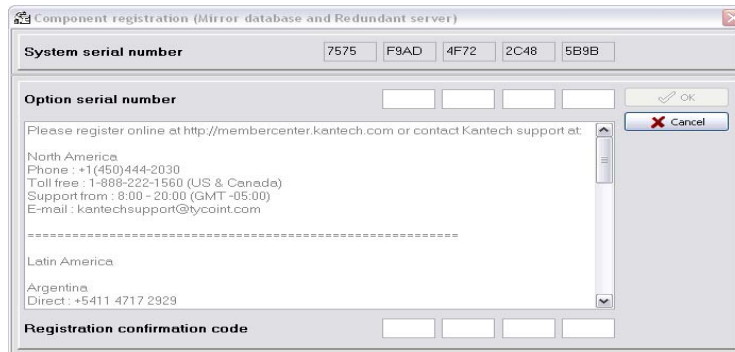 Component registration (Mirror database and Redundant server)
System serial number 7575 F9AD 4F72 2C48 5B9B
Option serial number
OK
Please register online at http://membercenter.kantech.com or contact Kantech support at:
Cancel
North America
Phone : +1(450)444-2030
Toll free : 1-888-222-1560 (US & Canada)
Support from : 8:00 - 20:00 (GMT -05:00)
E-mail : kantechsupport@tycoint.com
==========================================================
Latin America
Argentina
Direct : +5411 4717 2929
Registration confirmation code